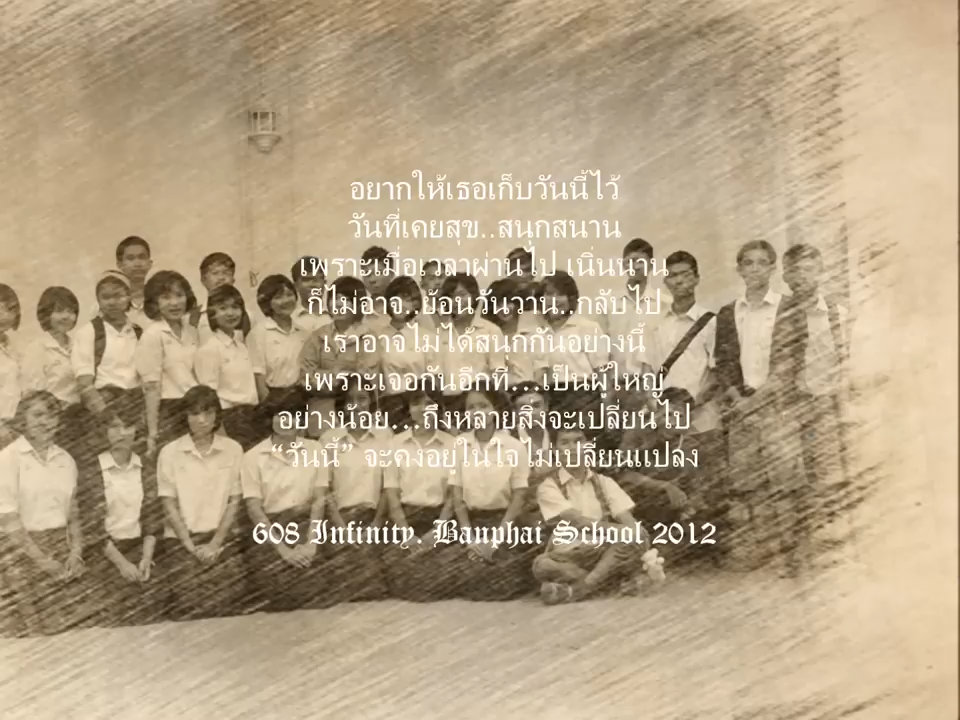 อยากให้เธอเก็บวันนี้ไว้
วันที่เคยสุข..สนุกสนาน
เพราะเมื่อเวลาผ่านไป เนิ่นนาน
ก็ไม่อาจ..ย้อนวันวาน..กลับไป
เราอาจไม่ได้สนุกกันอย่างนี้
เพราะเจอกันอีกที่...เป็นผู้ใหญ่
อย่างน้อย...ถึงหลายสิ่งจะเปลี่ยนไป
“วันนี้” จะคงอยู่ในใจไม่เปลี่ยนแปลง
608 Infinity. Banphai School 2012